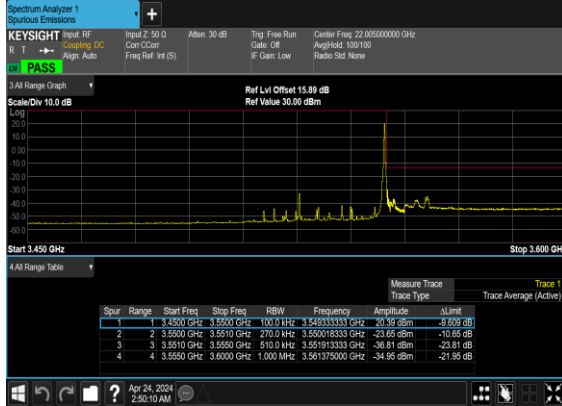 Spectrum Analyzer 1
Spurious Emissions
+
KEYSIGHT
R T
PASS
Input: RF
Coupling: DC
Align: Auto
Input Z: 50 Ω
Corr CCorr
Freq Ref: Int (S)
Atten: 30 dB
Trig: Free Run
Gate: Off
IF Gain: Low
Center Freq: 22.005000000 GHz
Avg|Hold: 100/100
Radio Std: None
3 All Range Graph
Scale/Div 10.0 dB
Ref Lvl Offset 15.89 dB
Ref Value 30.00 dBm
Log
20.0
10.0
0.00
-10.0
-20.0
-30.0
-40.0
-50.0
-60.0
Start 3.450 GHz
Stop 3.600 GH
4 All Range Table
Measure Trace Trace 1
Trace Type Trace Average (Active)
Spur Range Start Freq Stop Freq RBW Frequency Amplitude ΔLimit
1 1 3.4500 GHz 3.5500 GHz 100.0 kHz 3.549333333 GHz 20.39 dBm -9.609 dB
2 2 3.5500 GHz 3.5510 GHz 270.0 kHz 3.550018333 GHz -23.65 dBm -10.65 dB
3 3 3.5510 GHz 3.5550 GHz 510.0 kHz 3.551913333 GHz -36.81 dBm -23.81 dB
4 4 3.5550 GHz 3.6000 GHz 1.000 MHz 3.561375000 GHz -34.95 dBm -21.95 dB
?
Apr 24, 2024
2:50:10 AM